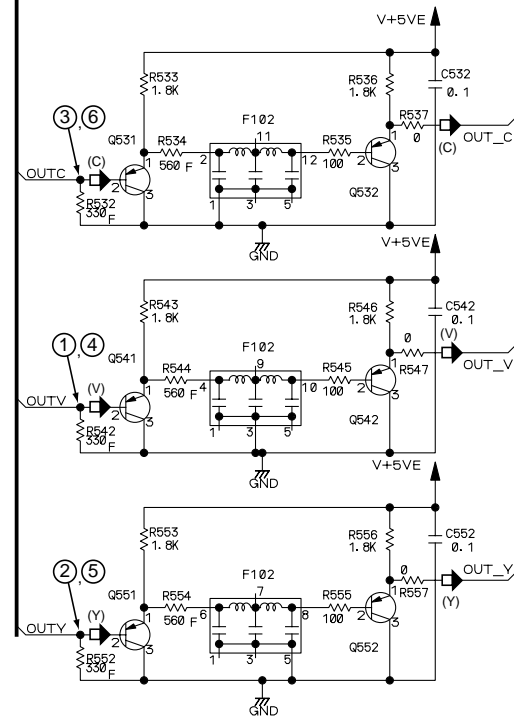 V+5VE
R533
1.8K
R536
1.8K
C532
0.1
3,6
Q531
R534
F102
11
R535
R537
0
OUT_C
(C)
OUTC
(C)
1
2
3
560 F
2
12
100
1
2
3
R532
330
F
1
3
5
Q532
GND
V+5VE
R543
1.8K
R546
1.8K
C542
0.1
1,4
Q541
R544
F102
9
R545
0
R547
(V)
OUT_V
OUTV
(V)
1
2
3
560 F
4
10
100
1
2
3
R542
330
F
1
3
5
Q542
GND
V+5VE
R553
1.8K
R556
1.8K
C552
0.1
2,5
Q551
R554
F102
7
R555
0
R557
OUT_Y
(Y)
OUTY
(Y)
1
2
3
560 F
6
8
100
1
2
3
R552
330
F
1
3
5
Q552
GND